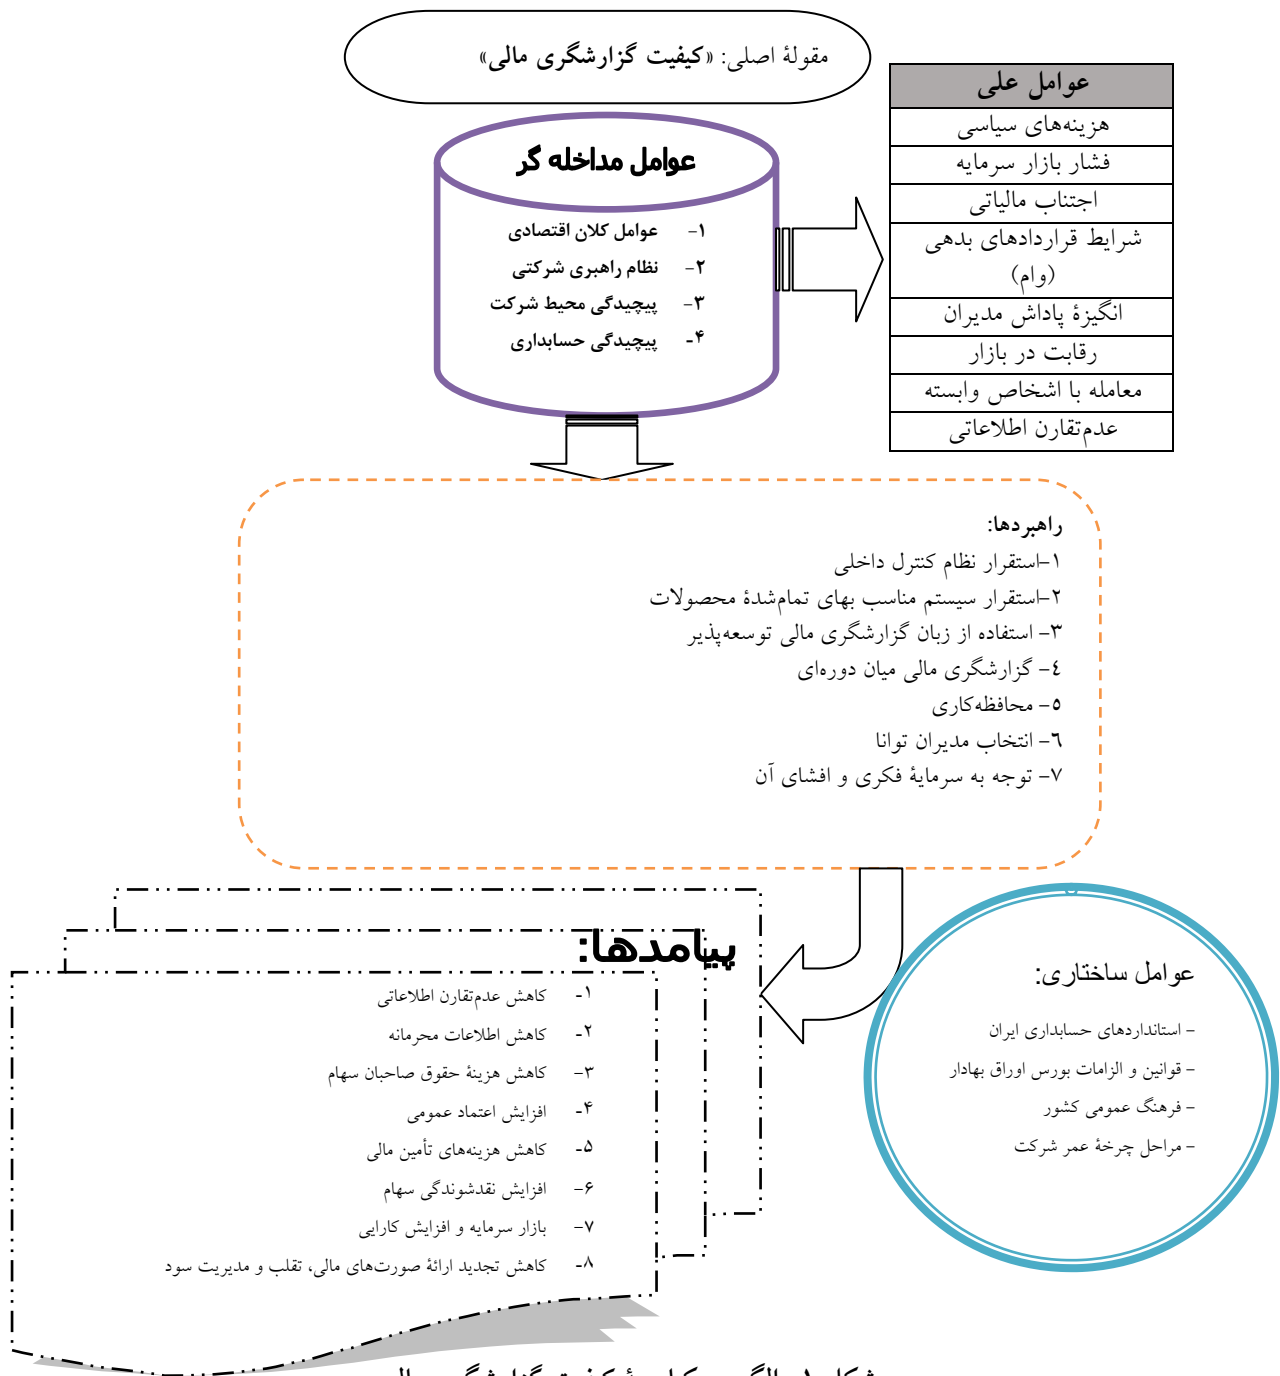 مقولهٔ اصلی: «کیفیت گزارشگری مالی»
عوامل علی
هزینه‌های سیاسی
فشار بازار سرمایه
اجتناب مالیاتی
شرایط قراردادهای بدهی
(وام)
انگیزهٔ پاداش مدیران
رقابت در بازار
معامله با اشخاص وابسته
عدم‌تقارن اطلاعاتی
عوامل مداخله گر
۱- عوامل کلان اقتصادی
۲- نظام راهبری شرکتی
۳- پیچیدگی محیط شرکت
۴- پیچیدگی حسابداری
راهبردها:
۱-استقرار نظام کنترل داخلی
۲-استقرار سیستم مناسب بهای تمام‌شدهٔ محصولات
۳- استفاده از زبان گزارشگری مالی توسعه‌پذیر
٤- گزارشگری مالی میان دوره‌ای
٥- محافظه‌کاری
٦- انتخاب مدیران توانا
۷- توجه به سرمایهٔ فکری و افشای آن
عوامل ساختاری:
- استانداردهای حسابداری ایران
- قوانین و الزامات بورس اوراق بهادار
- فرهنگ عمومی کشور
- مراحل چرخهٔ عمر شرکت
پیامدها:
۱- کاهش عدم‌تقارن اطلاعاتی
۲- کاهش اطلاعات محرمانه
۳- کاهش هزینهٔ حقوق صاحبان سهام
۴- افزایش اعتماد عمومی
۵- کاهش هزینه‌های تأمین مالی
۶- افزایش نقدشوندگی سهام
۷- بازار سرمایه و افزایش کارایی
۸- کاهش تجدید ارائهٔ صورت‌های مالی، تقلب و مدیریت سود